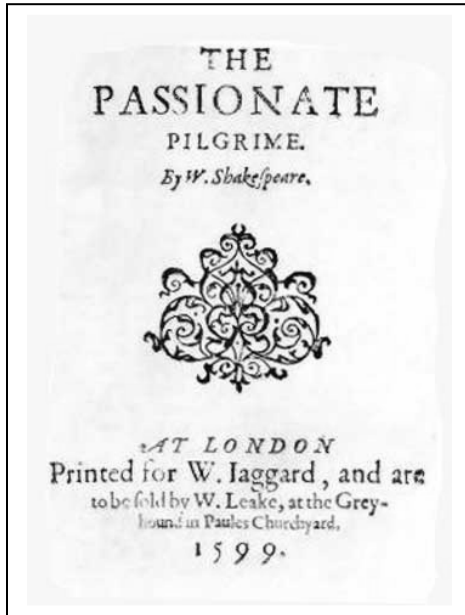 THE
PASSIONATE
PILGRIME.
By W. Shakeſpeare.
AT LONDON
Printed for W. Iaggard, and are
to be ſold by W. Leake, at the Grey-
hound in Paules Churchyard.
1599.